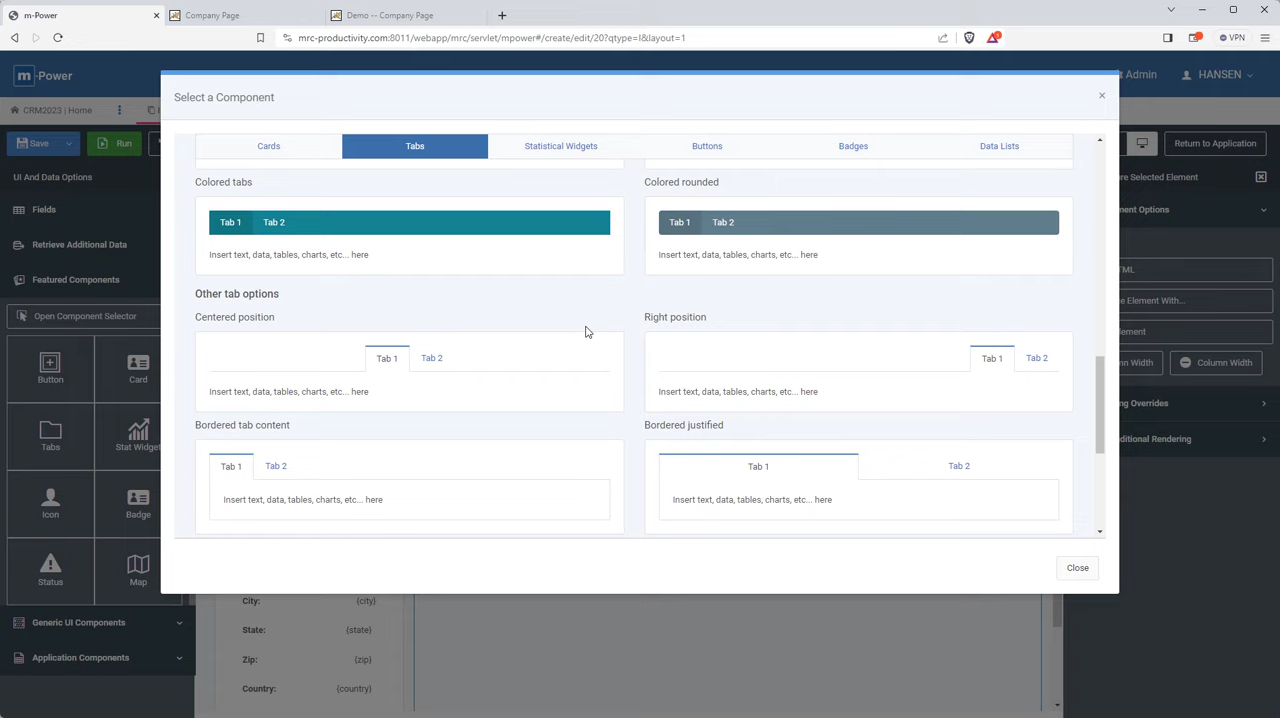 m-Power
Company Page
Demo -- Company Page
mrc-productivity.com:8011/webapp/mrc/servlet/mpower#/create/edit/20?qtype=I&layout=1
VPN
m-Power
Admin
HANSEN
CRM2023 | Home
Select a Component
Save
Run
Return to Application
Cards
Tabs
Statistical Widgets
Buttons
Badges
Data Lists
UI And Data Options
Selected Element
Fields
Retrieve Additional Data
Featured Components
Open Component Selector
Button
Card
Tabs
Stat Widget
Icon
Badge
Status
Map
Generic UI Components
Application Components
Colored tabs
Colored rounded
Tab 1 Tab 2
Tab 1 Tab 2
Insert text, data, tables, charts, etc... here
Insert text, data, tables, charts, etc... here
Other tab options
Centered position
Right position
Tab 1 Tab 2
Tab 1 Tab 2
Insert text, data, tables, charts, etc... here
Insert text, data, tables, charts, etc... here
Bordered tab content
Bordered justified
Tab 1 Tab 2
Tab 1 Tab 2
Insert text, data, tables, charts, etc... here
Insert text, data, tables, charts, etc... here
Close
Options
Element With...
Width
Column Width
Overrides
Rendering
City: {city}
State: {state}
Zip: {zip}
Country: {country}